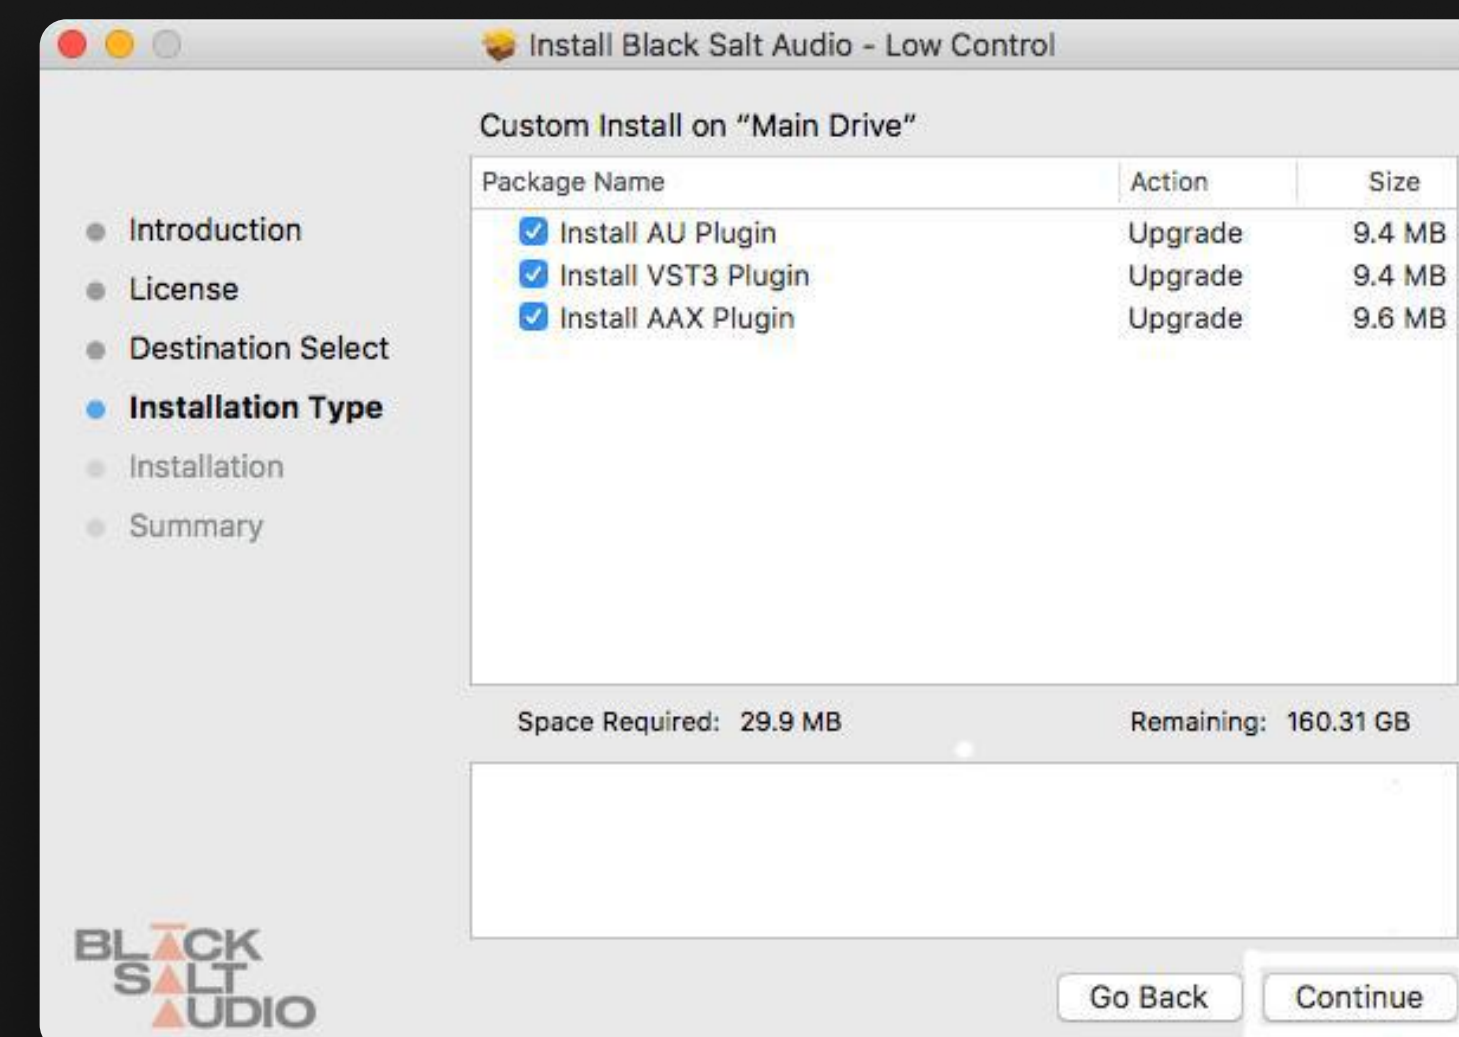 Install Black Salt Audio - Low Control
Custom Install on “Main Drive”
Package Name Action Size
Install AU Plugin Upgrade 9.4 MB
Install VST3 Plugin Upgrade 9.4 MB
Install AAX Plugin Upgrade 9.6 MB
Introduction
License
Destination Select
Installation Type
Installation
Summary
Space Required: 29.9 MB Remaining: 160.31 GB
BLACK
SALT
AUDIO
Go Back Continue